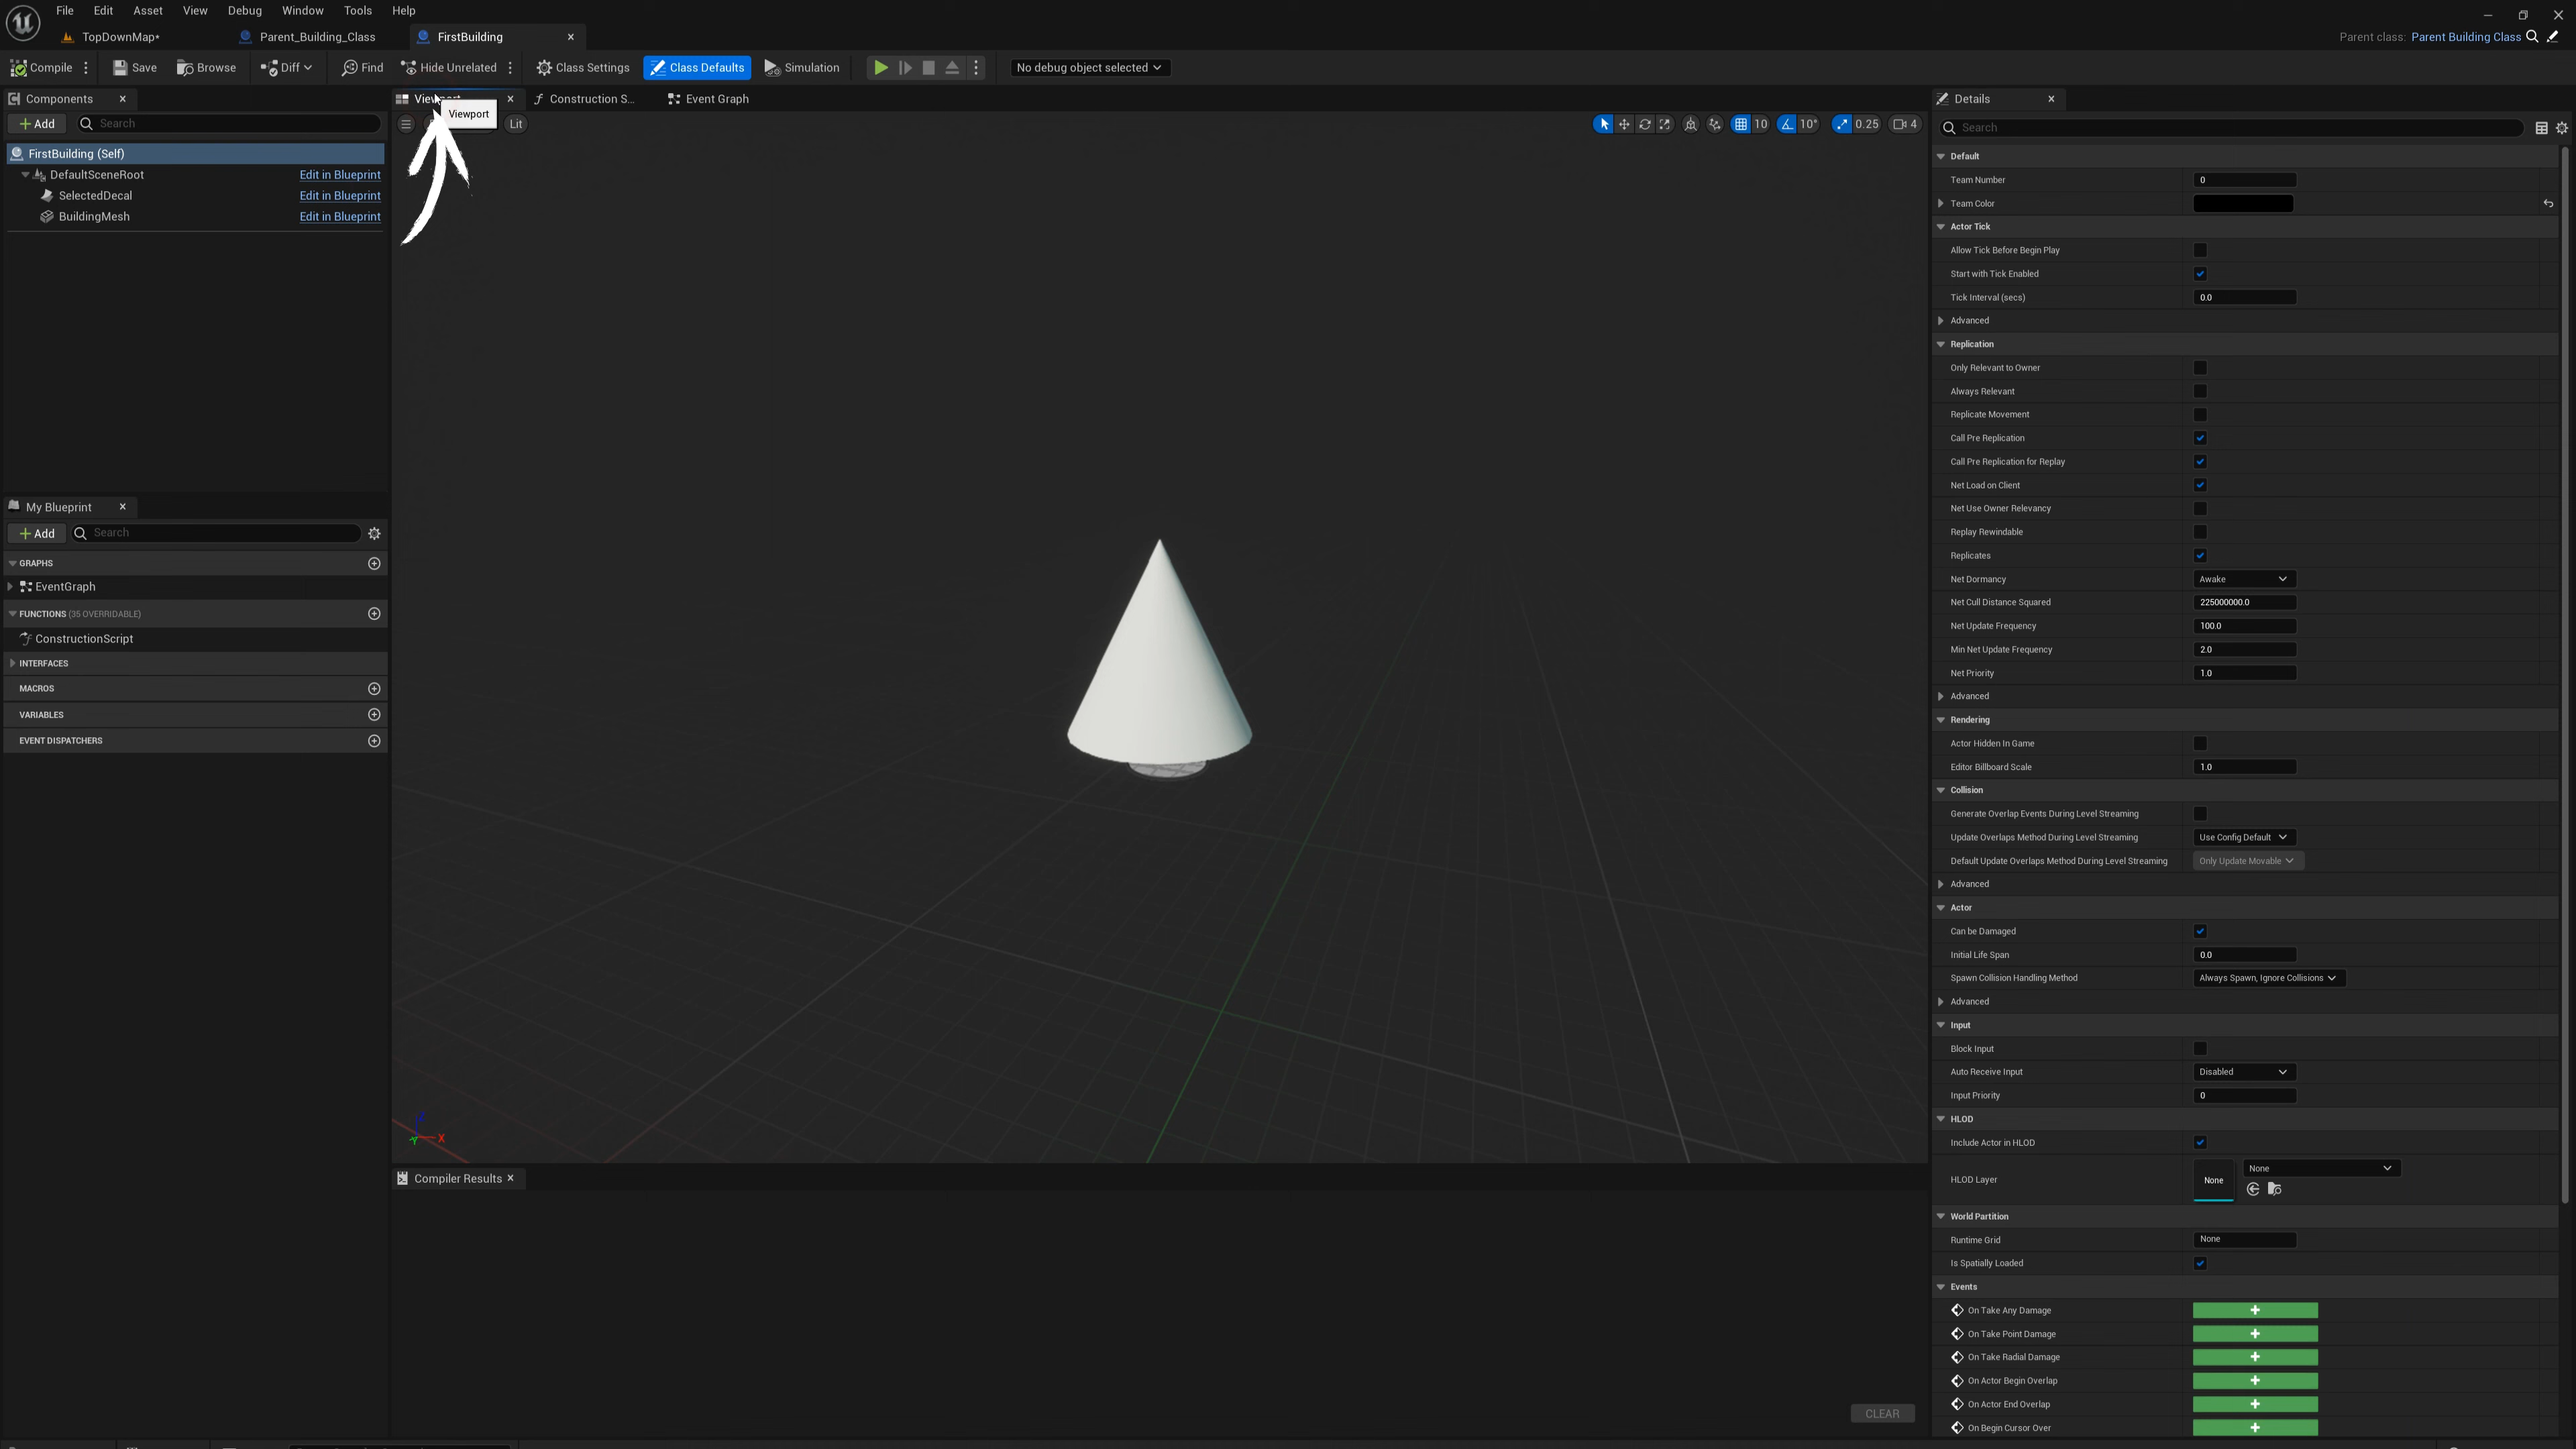 File Edit Asset View Debug Window Tools Help
TopDownMap* Parent_Building_Class FirstBuilding Parent class: Parent Building Class
Compile Save Browse Diff Find Hide Unrelated Class Settings Class Defaults Simulation No debug object selected
Components
Add Search
FirstBuilding (Self)
DefaultSceneRoot Edit in Blueprint
SelectedDecal Edit in Blueprint
BuildingMesh Edit in Blueprint
My Blueprint
Add Search
GRAPHS
EventGraph
FUNCTIONS (35 OVERRIDABLE)
ConstructionScript
INTERFACES
MACROS
VARIABLES
EVENT DISPATCHERS
Viewport Construction S... Event Graph
Viewport
Lit 10 10° 0.25 4
X
Compiler Results
CLEAR
Details
Search
Default
Team Number 0
Team Color
Actor Tick
Allow Tick Before Begin Play
Start with Tick Enabled
Tick Interval (secs) 0.0
Advanced
Replication
Only Relevant to Owner
Always Relevant
Replicate Movement
Call Pre Replication
Call Pre Replication for Replay
Net Load on Client
Net Use Owner Relevancy
Replay Rewindable
Replicates
Net Dormancy Awake
Net Cull Distance Squared 225000000.0
Net Update Frequency 100.0
Min Net Update Frequency 2.0
Net Priority 1.0
Advanced
Rendering
Actor Hidden In Game
Editor Billboard Scale 1.0
Collision
Generate Overlap Events During Level Streaming
Update Overlaps Method During Level Streaming Use Config Default
Default Update Overlaps Method During Level Streaming Only Update Movable
Advanced
Actor
Can be Damaged
Initial Life Span 0.0
Spawn Collision Handling Method Always Spawn, Ignore Collisions
Advanced
Input
Block Input
Auto Receive Input Disabled
Input Priority 0
HLOD
Include Actor in HLOD
HLOD Layer None None
World Partition
Runtime Grid None
Is Spatially Loaded
Events
On Take Any Damage
On Take Point Damage
On Take Radial Damage
On Actor Begin Overlap
On Actor End Overlap
On Begin Cursor Over